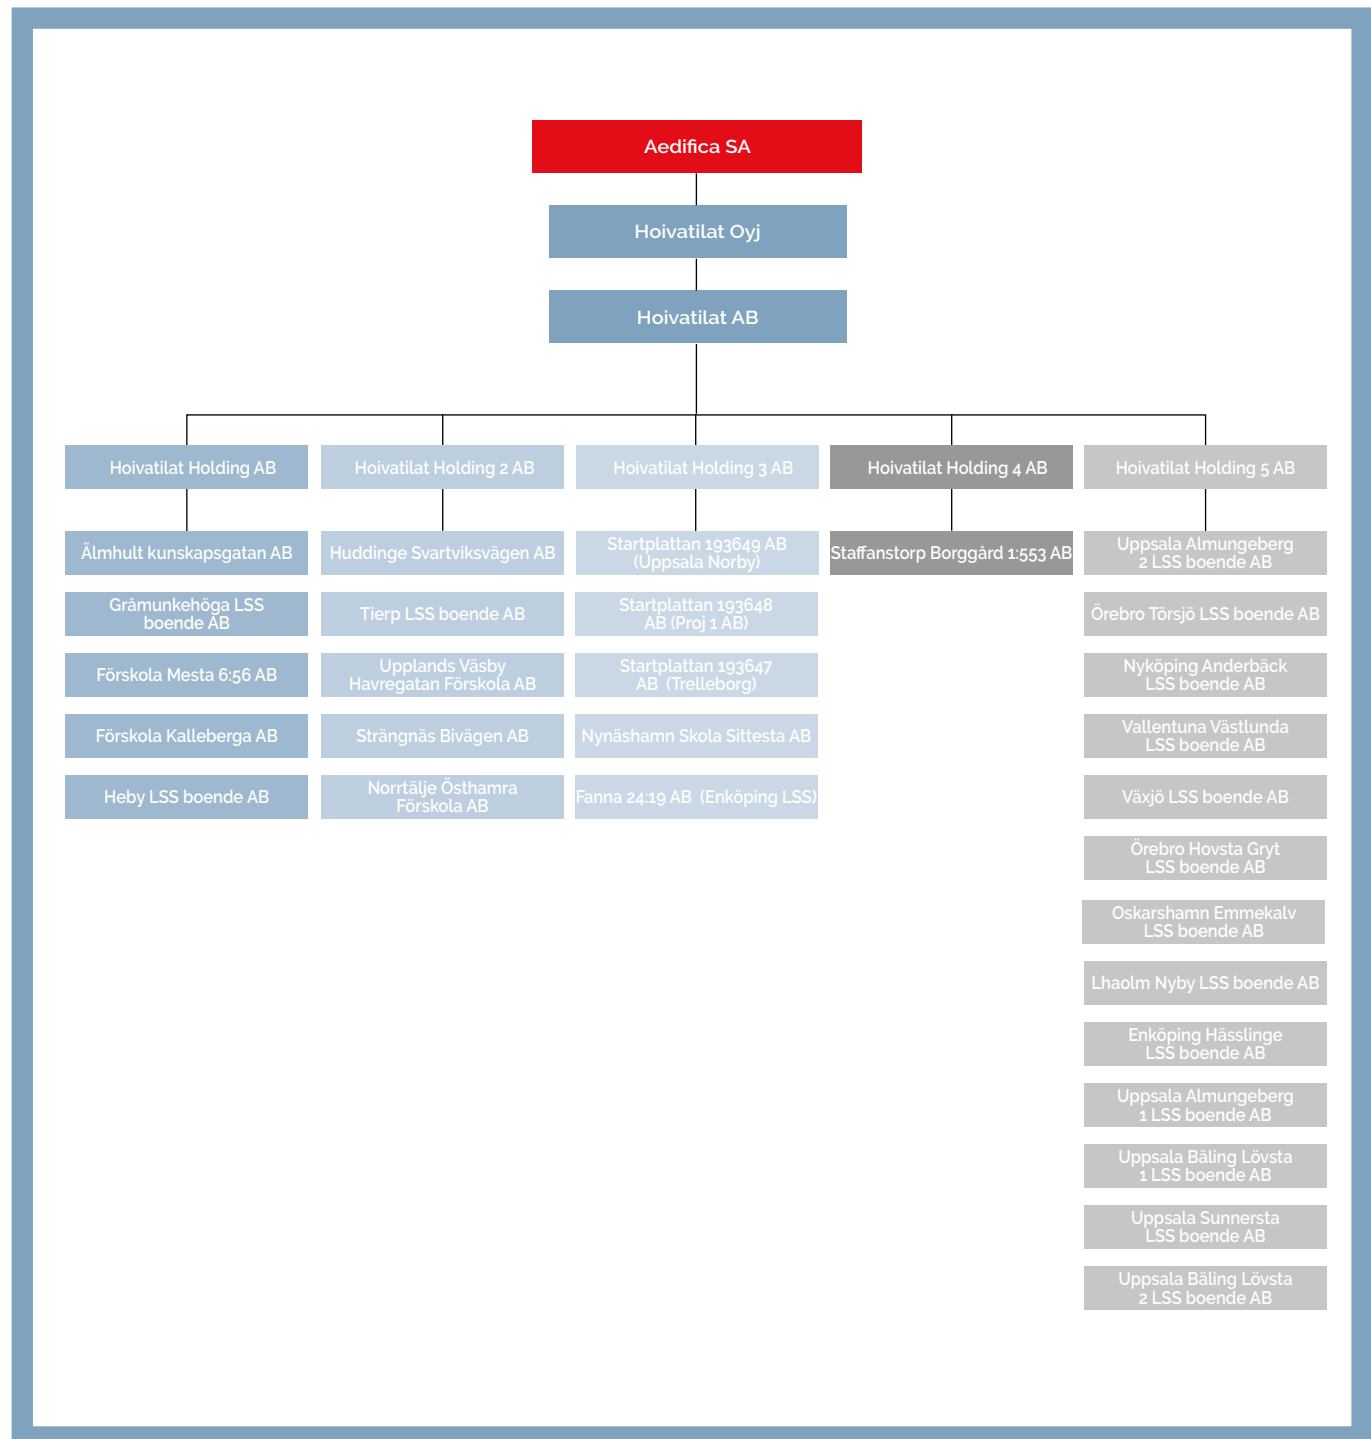 Aedifica SA
Hoivatilat Oyj
Hoivatilat AB
Hoivatilat Holding AB
Älmhult kunskapsgatan AB
Gråmunkehöga LSS
boende AB
Förskola Mesta 6:56 AB
Förskola Kalleberga AB
Heby LSS boende AB
Hoivatilat Holding 2 AB
Huddinge Svartviksvägen AB
Tierp LSS boende AB
Upplands Väsby
Havregatan Förskola AB
Strängnäs Bivägen AB
Norrtälje Östhamra
Förskola AB
Hoivatilat Holding 3 AB
Startplattan 193649 AB
(Uppsala Norby)
Startplattan 193648
AB (Proj 1 AB)
Startplattan 193647
AB (Trelleborg)
Nynäshamn Skola Sittesta AB
Fanna 24:19 AB (Enköping LSS)
Hoivatilat Holding 4 AB
Staffanstorp Borggård 1:553 AB
Hoivatilat Holding 5 AB
Uppsala Almungeberg
2 LSS boende AB
Örebro Törsjö LSS boende AB
Nyköping Anderbäck
LSS boende AB
Vallentuna Västlunda
LSS boende AB
Växjö LSS boende AB
Örebro Hovsta Gryt
LSS boende AB
Oskarshamn Emmekalv
LSS boende AB
Lhaolm Nyby LSS boende AB
Enköping Hässlinge
LSS boende AB
Uppsala Almungeberg
1 LSS boende AB
Uppsala Bäling Lövsta
1 LSS boende AB
Uppsala Sunnersta
LSS boende AB
Uppsala Bäling Lövsta
2 LSS boende AB